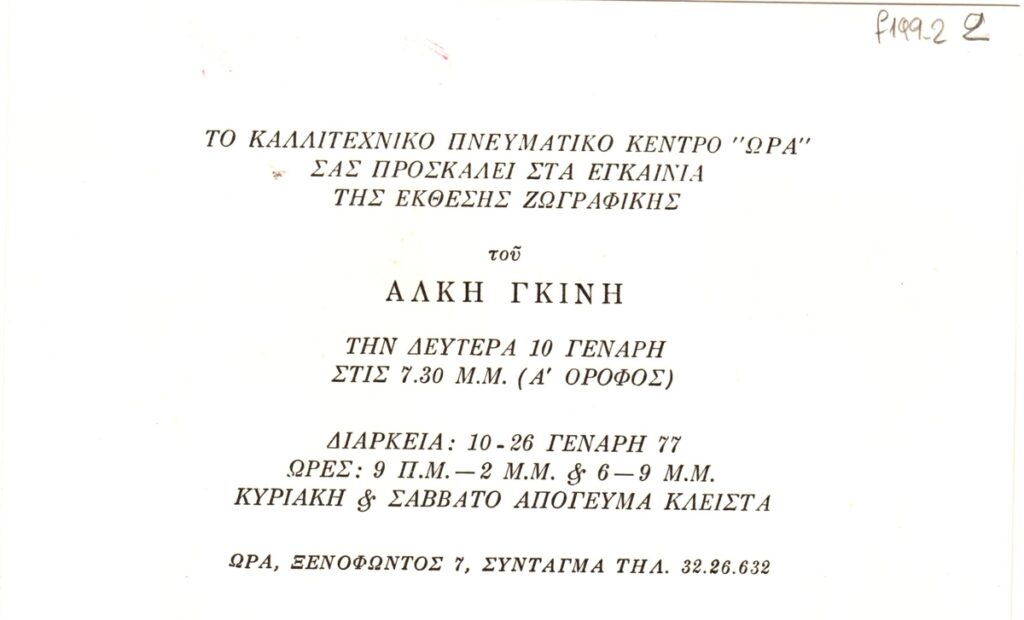 f199-2 2
ΤΟ ΚΑΛΛΙΤΕΧΝΙΚΟ ΠΝΕΥΜΑΤΙΚΟ ΚΕΝΤΡΟ "ΩΡΑ"
ΣΑΣ ΠΡΟΣΚΑΛΕΙ ΣΤΑ ΕΓΚΑΙΝΙΑ
ΤΗΣ ΕΚΘΕΣΗΣ ΖΩΓΡΑΦΙΚΗΣ
τοῦ
ΑΛΚΗ ΓΚΙΝΗ
ΤΗΝ ΔΕΥΤΕΡΑ 10 ΓΕΝΑΡΗ
ΣΤΙΣ 7.30 Μ.Μ. (Α' ΟΡΟΦΟΣ)
ΔΙΑΡΚΕΙΑ: 10-26 ΓΕΝΑΡΗ 77
ΩΡΕΣ: 9 Π.Μ.—2 Μ.Μ. & 6—9 Μ.Μ.
ΚΥΡΙΑΚΗ & ΣΑΒΒΑΤΟ ΑΠΟΓΕΥΜΑ ΚΛΕΙΣΤΑ
ΩΡΑ, ΞΕΝΟΦΩΝΤΟΣ 7, ΣΥΝΤΑΓΜΑ ΤΗΛ. 32.26.632